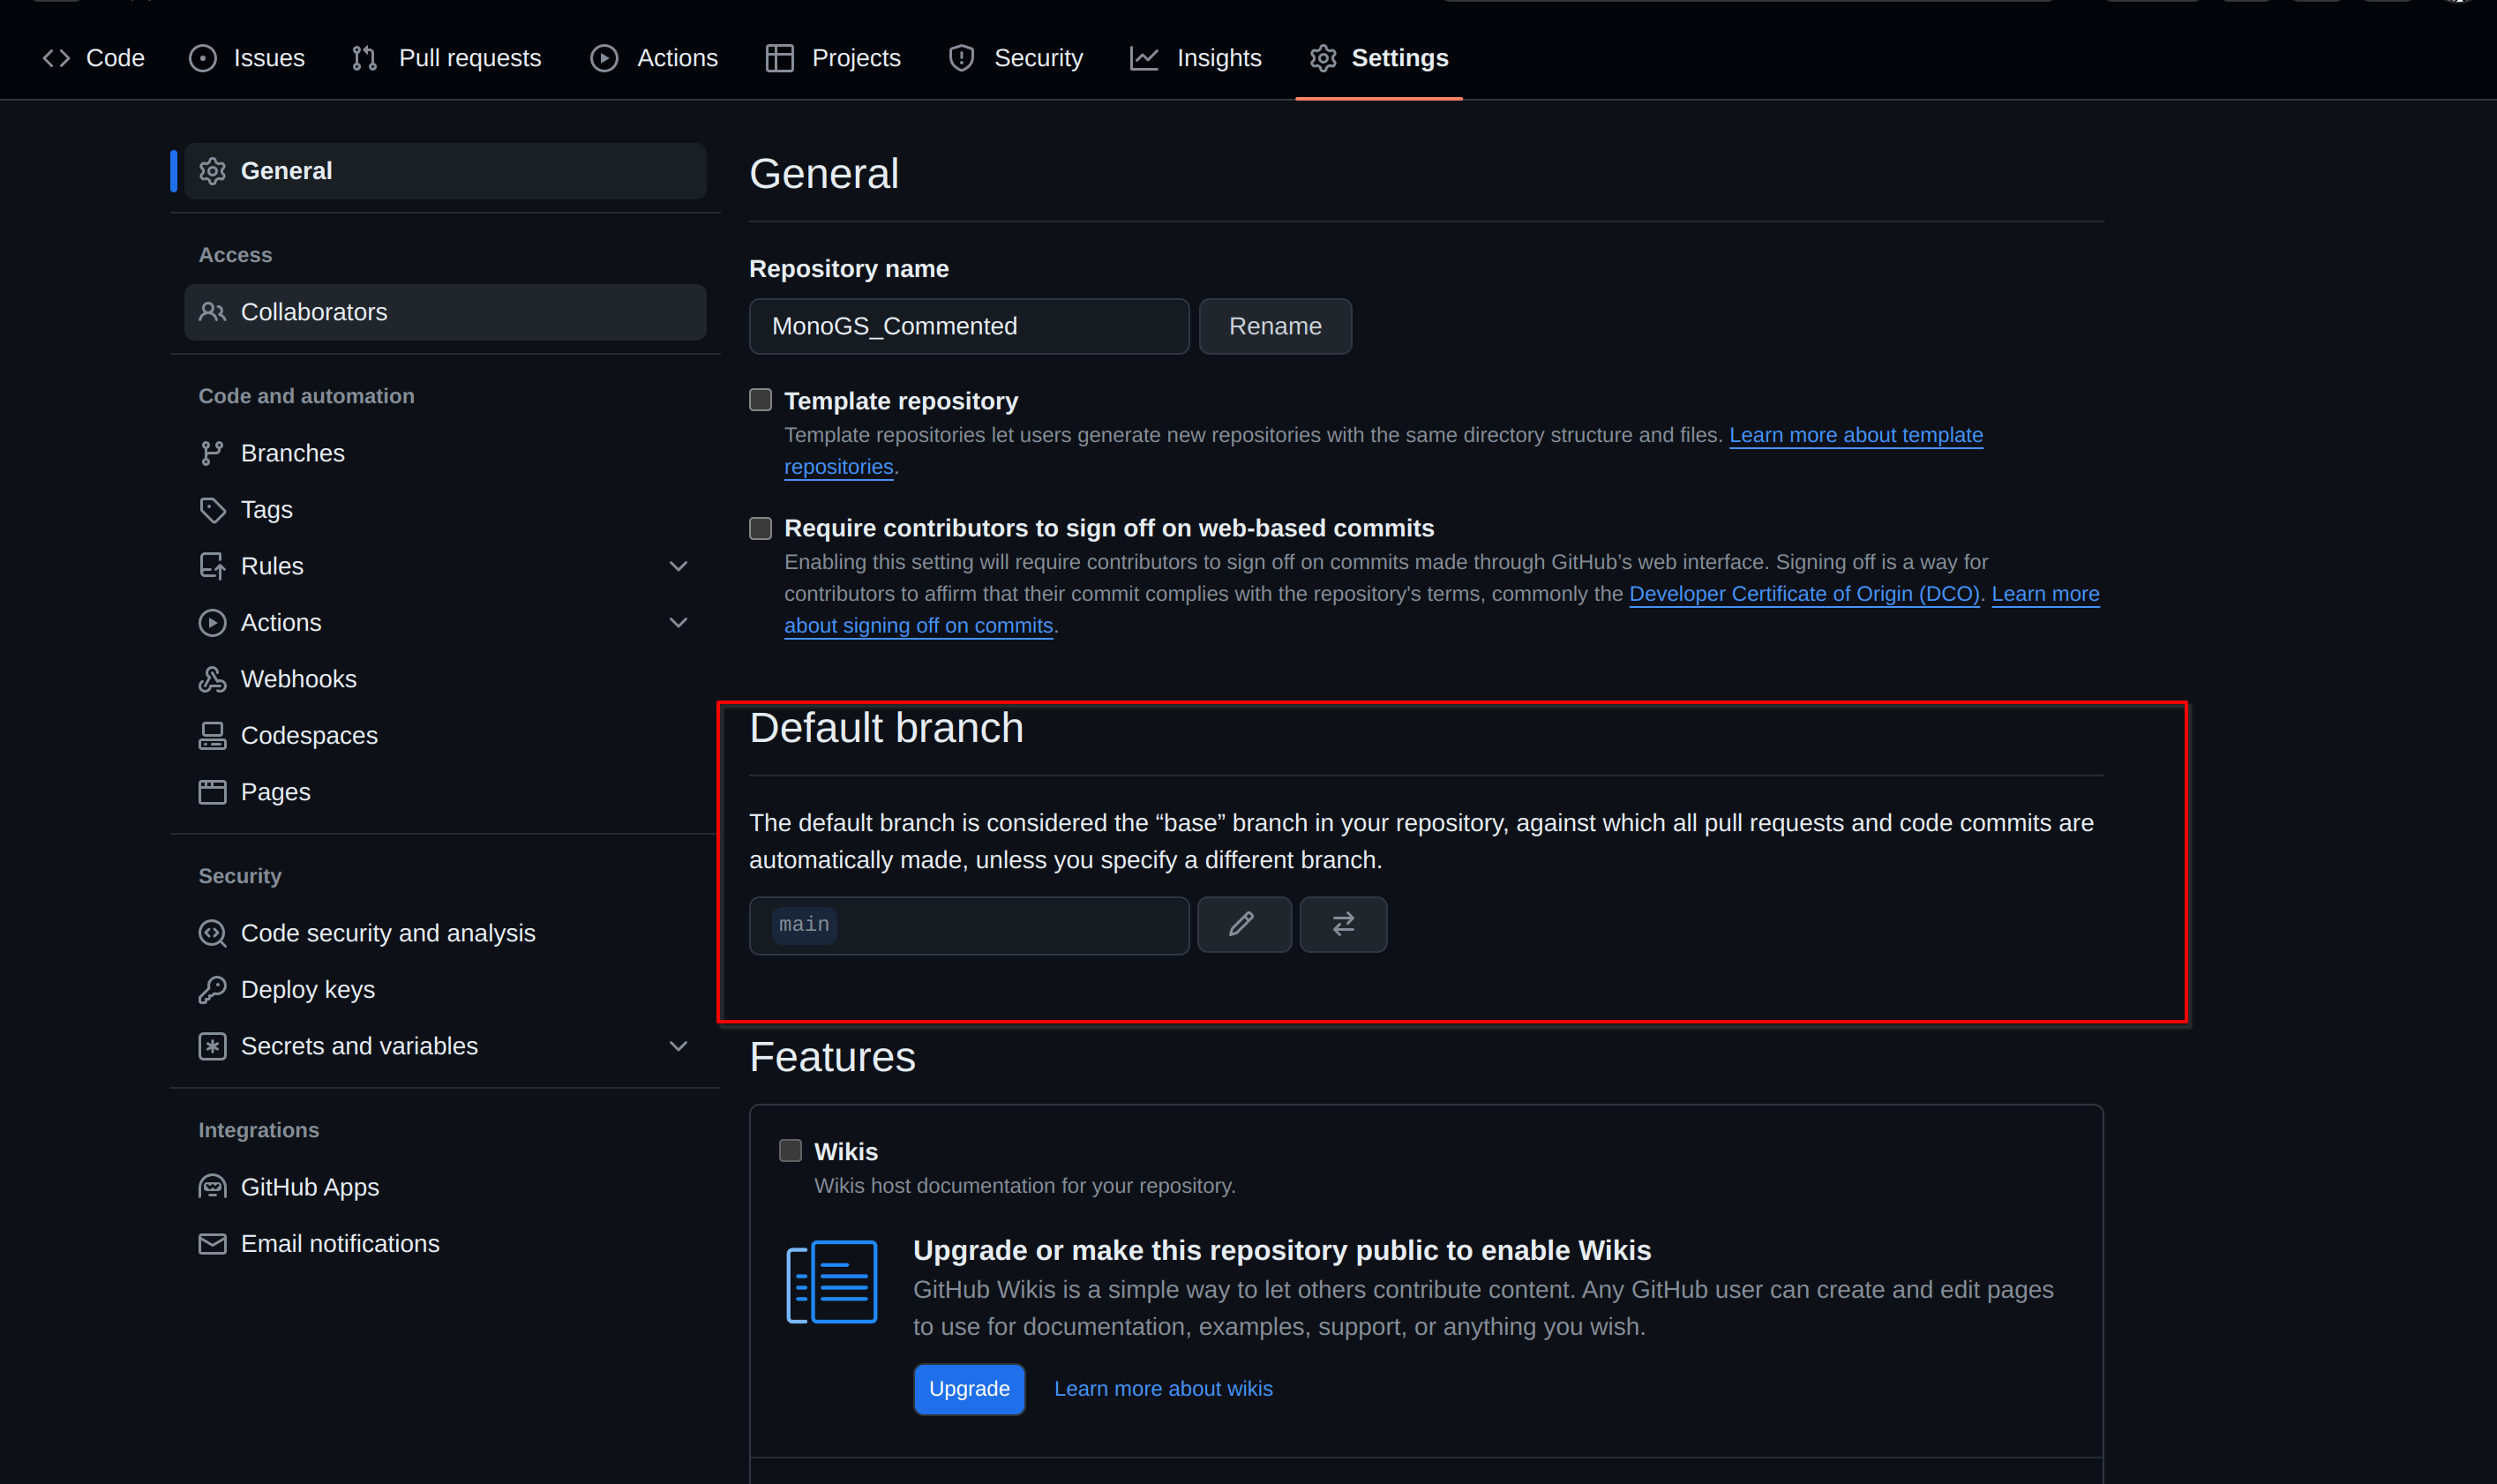 Code Issues Pull requests Actions Projects Security Insights Settings
General
Access
Collaborators
Code and automation
Branches
Tags
Rules
Actions
Webhooks
Codespaces
Pages
Security
Code security and analysis
Deploy keys
Secrets and variables
Integrations
GitHub Apps
Email notifications
General
Repository name
MonoGS_Commented Rename
Template repository
Template repositories let users generate new repositories with the same directory structure and files. Learn more about template
repositories.
Require contributors to sign off on web-based commits
Enabling this setting will require contributors to sign off on commits made through GitHub’s web interface. Signing off is a way for
contributors to affirm that their commit complies with the repository's terms, commonly the Developer Certificate of Origin (DCO). Learn more
about signing off on commits.
Default branch
The default branch is considered the “base” branch in your repository, against which all pull requests and code commits are
automatically made, unless you specify a different branch.
main
Features
Wikis
Wikis host documentation for your repository.
Upgrade or make this repository public to enable Wikis
GitHub Wikis is a simple way to let others contribute content. Any GitHub user can create and edit pages
to use for documentation, examples, support, or anything you wish.
Upgrade Learn more about wikis